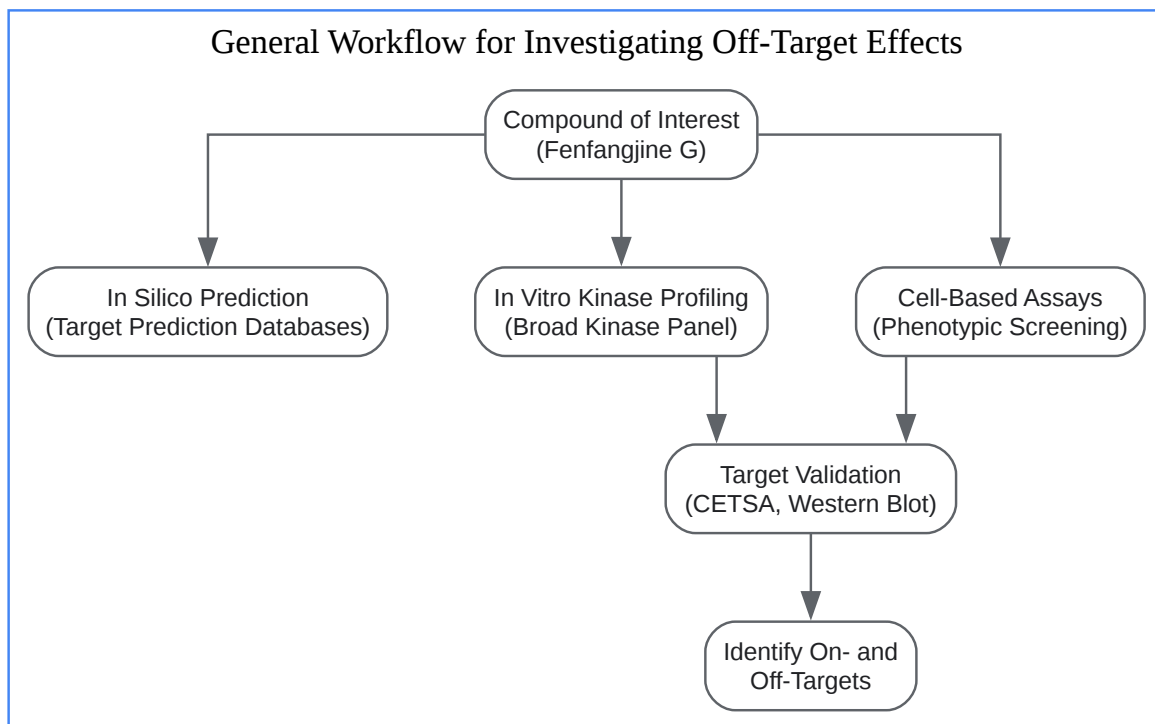 General Workflow for Investigating Off-Target Effects
Compound of Interest
(Fenfangjine G)
In Silico Prediction
(Target Prediction Databases)
In Vitro Kinase Profiling
(Broad Kinase Panel)
Cell-Based Assays
(Phenotypic Screening)
Target Validation
(CETSA, Western Blot)
Identify On- and
Off-Targets